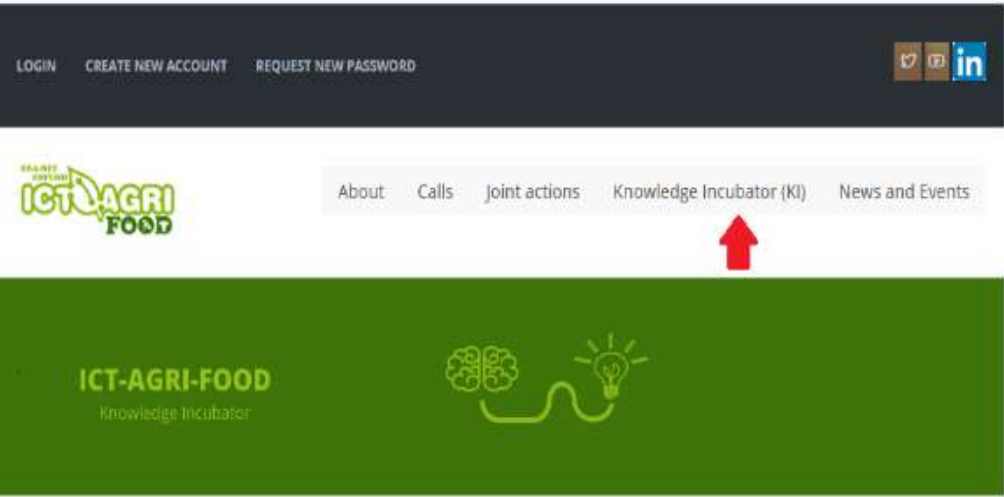 LOGIN CREATE NEW ACCOUNT REQUEST NEW PASSWORD
in
ICT AGRI
FOOD
About Calls Joint actions Knowledge Incubator (KI) News and Events
ICT-AGRI-FOOD
Knowledge Incubator